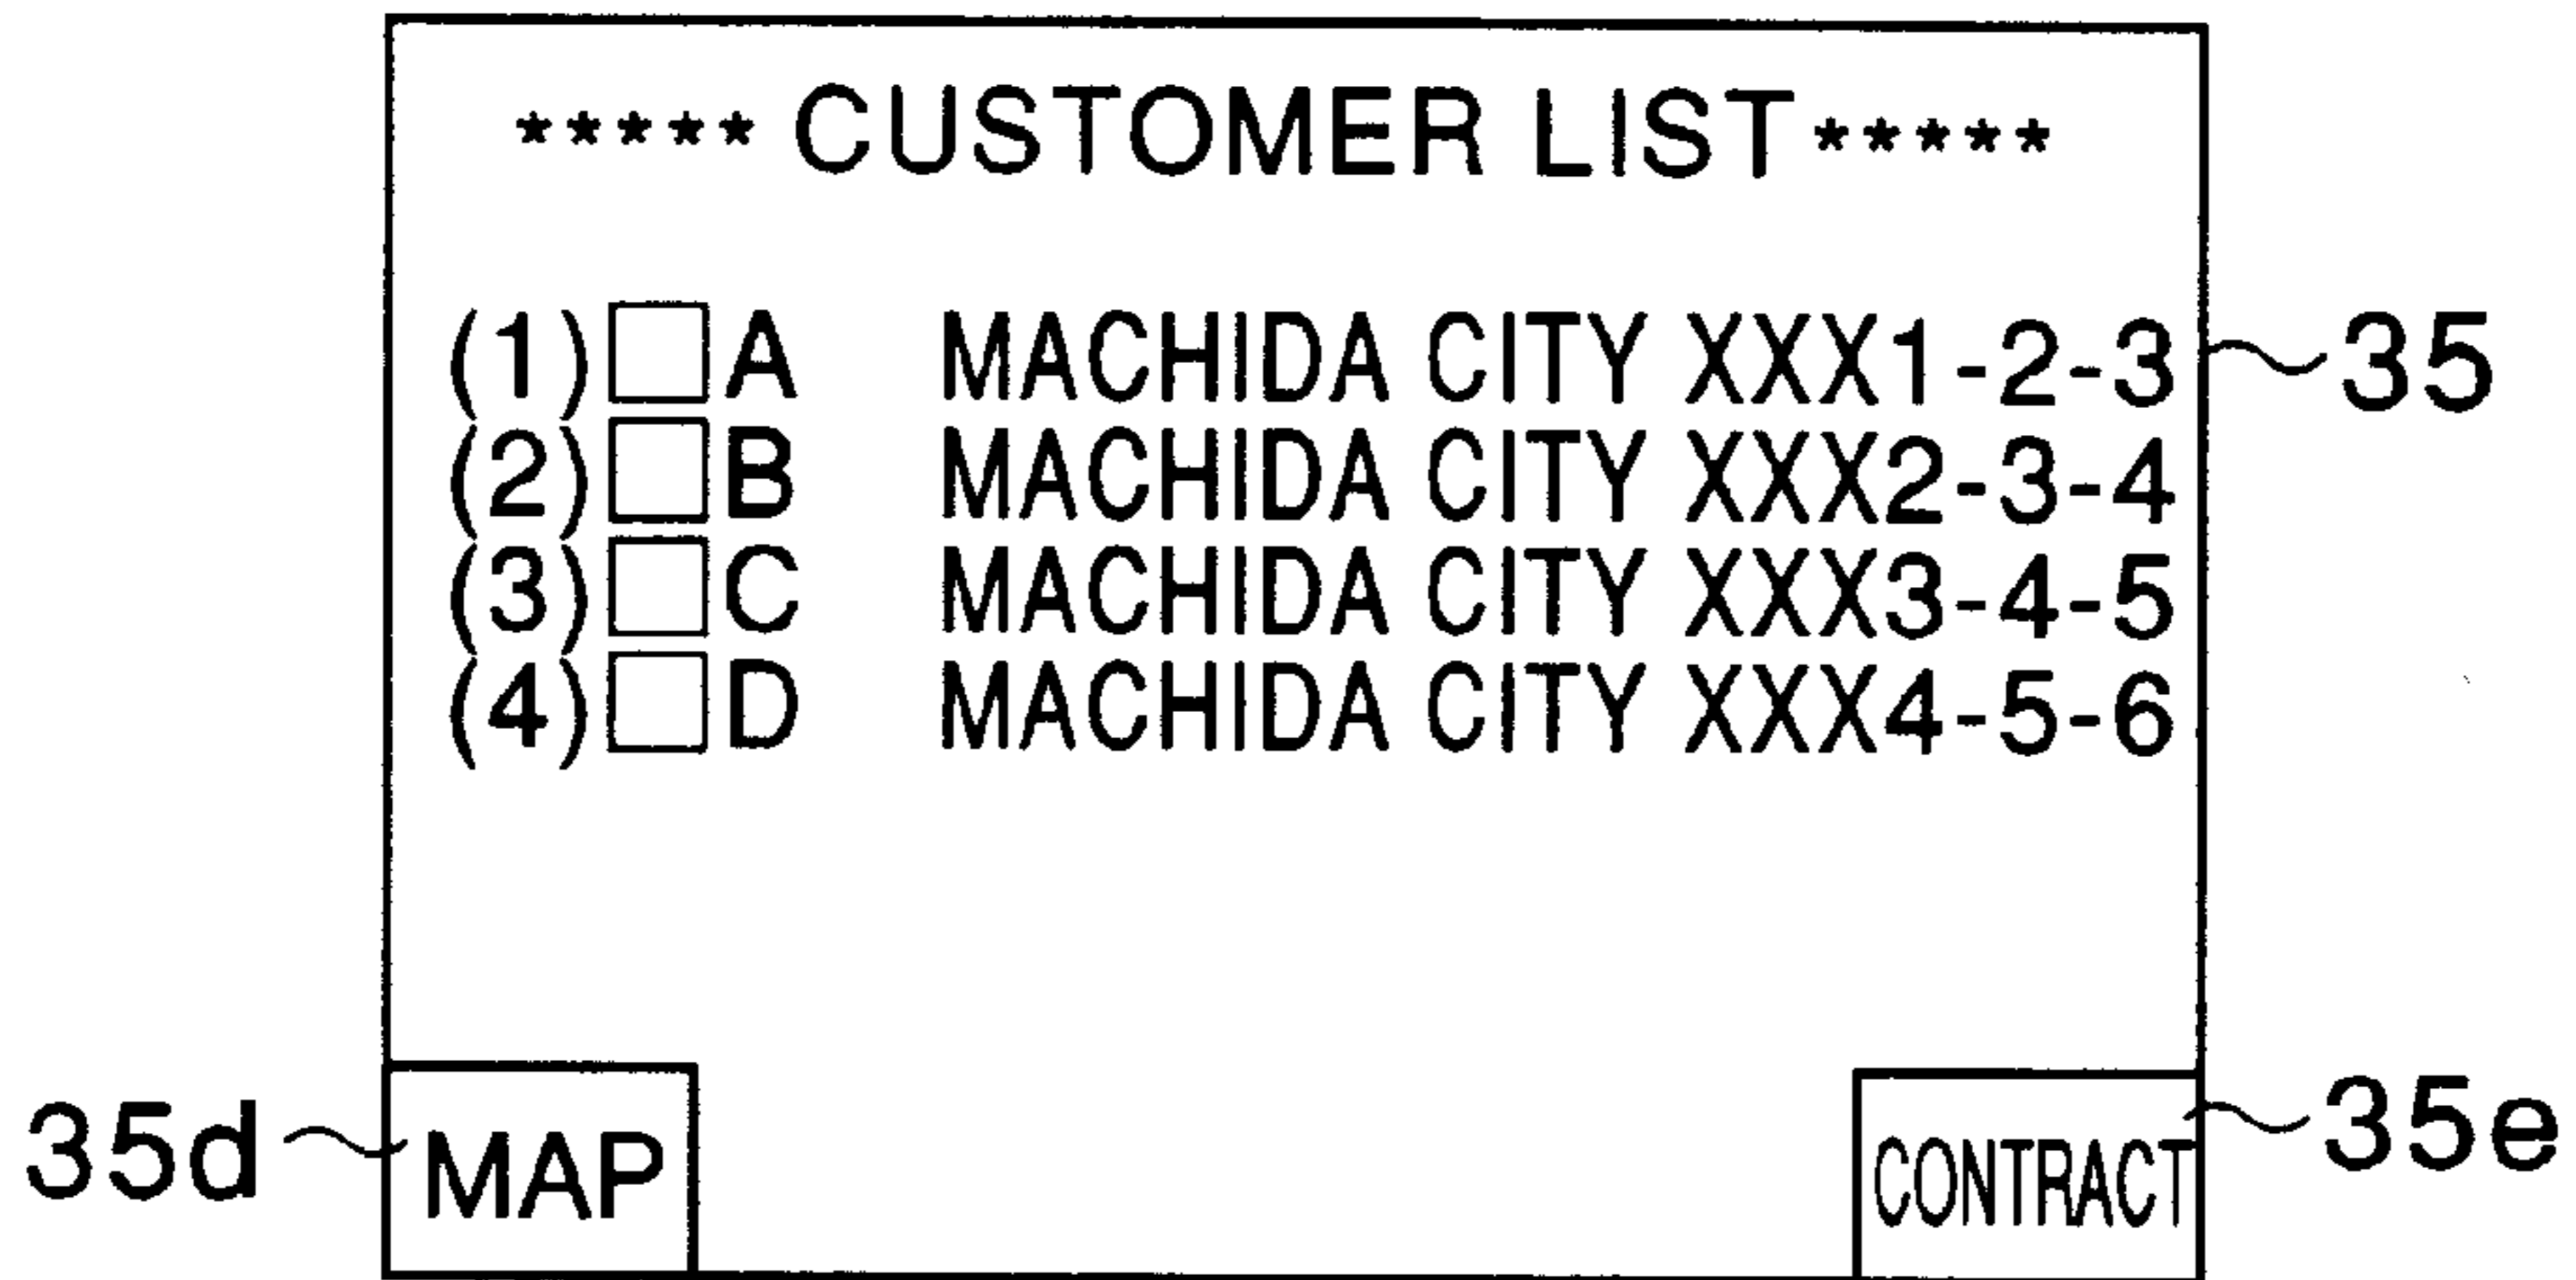 ***** CUSTOMER LIST *****
(1) □ A MACHIDA CITY XXX1-2-3
35
(2) □ B MACHIDA CITY XXX2-3-4
(3) □ C MACHIDA CITY XXX3-4-5
(4) □ D MACHIDA CITY XXX4-5-6
35d
MAP
CONTRACT
35e